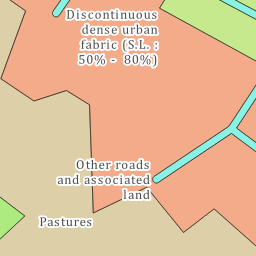 Discontinuous
dense urban
fabric (S.L. :
50% - 80%)
Other roads
and associated
land
Pastures